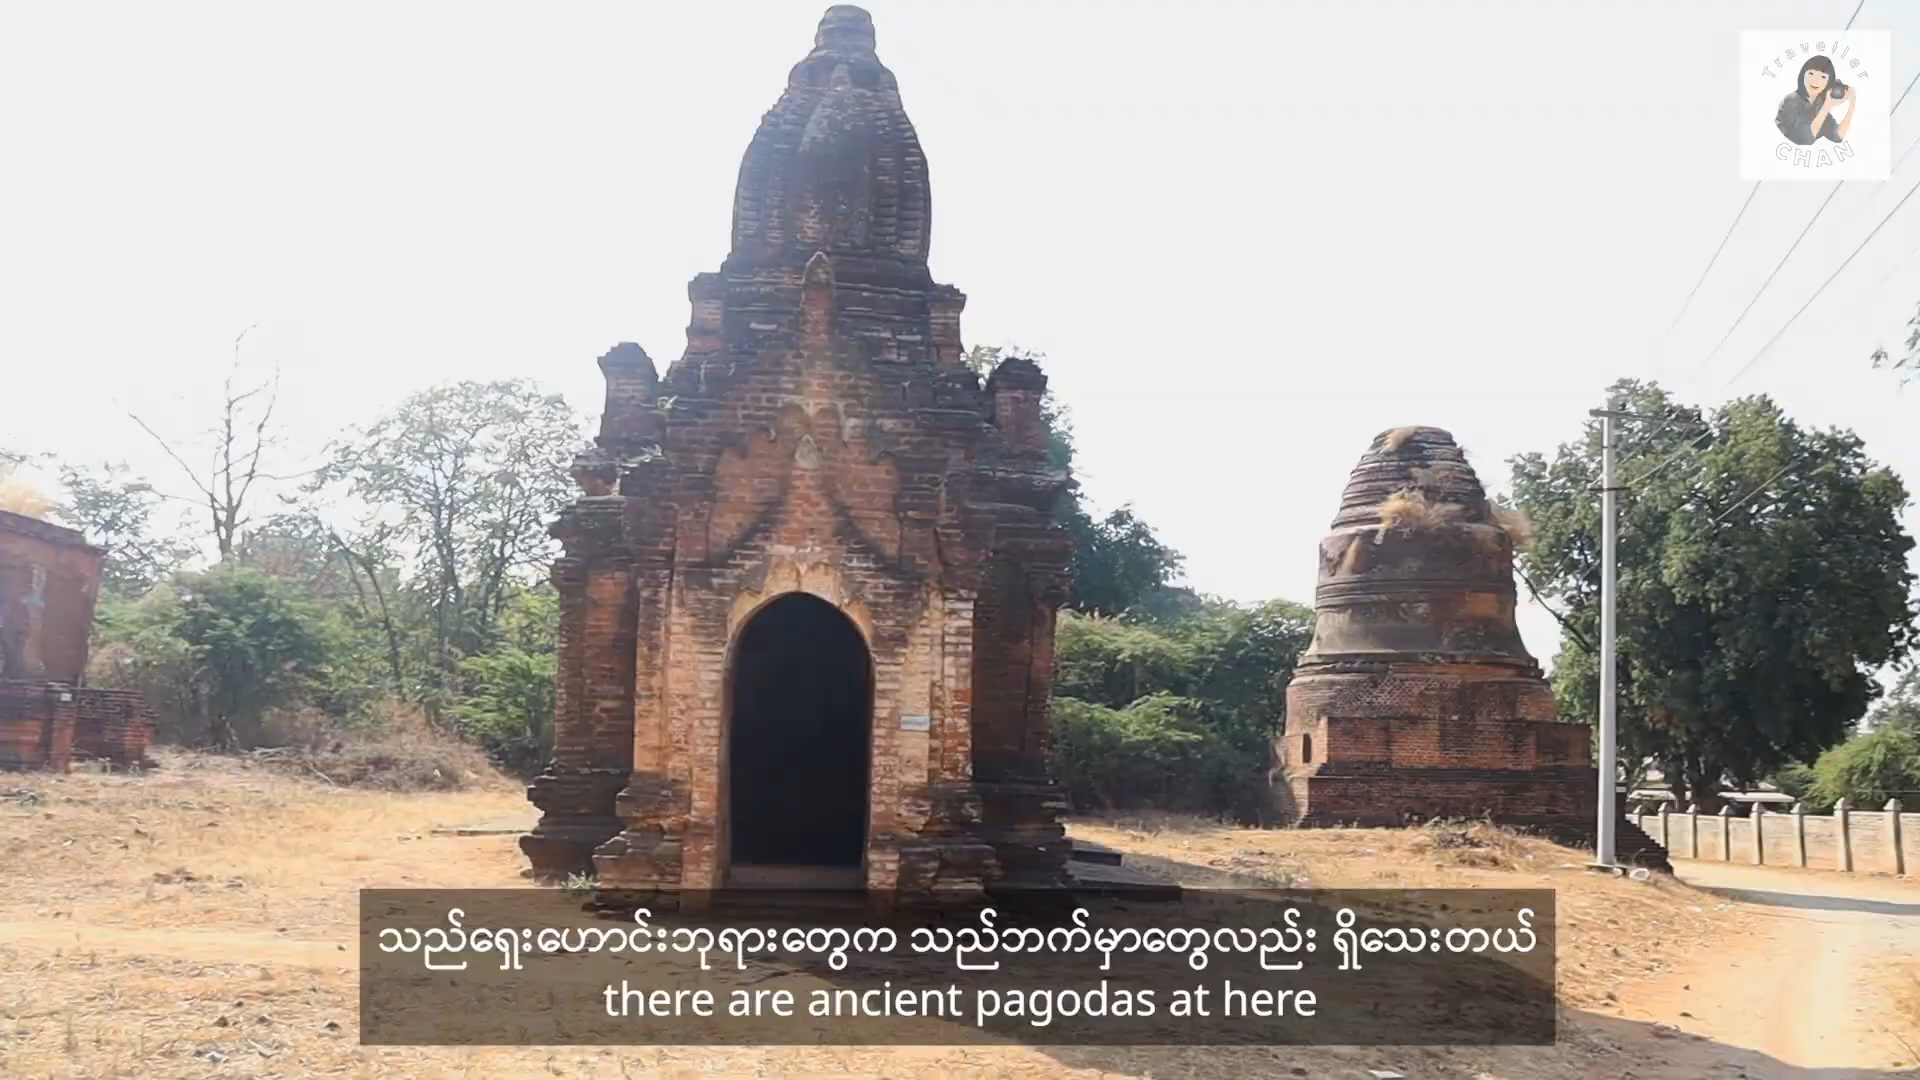 Traveller
CHAN
သည်ရှေးဟောင်းဘုရားတွေက သည်ဘက်မှာတွေလည်း ရှိသေးတယ်
there are ancient pagodas at here